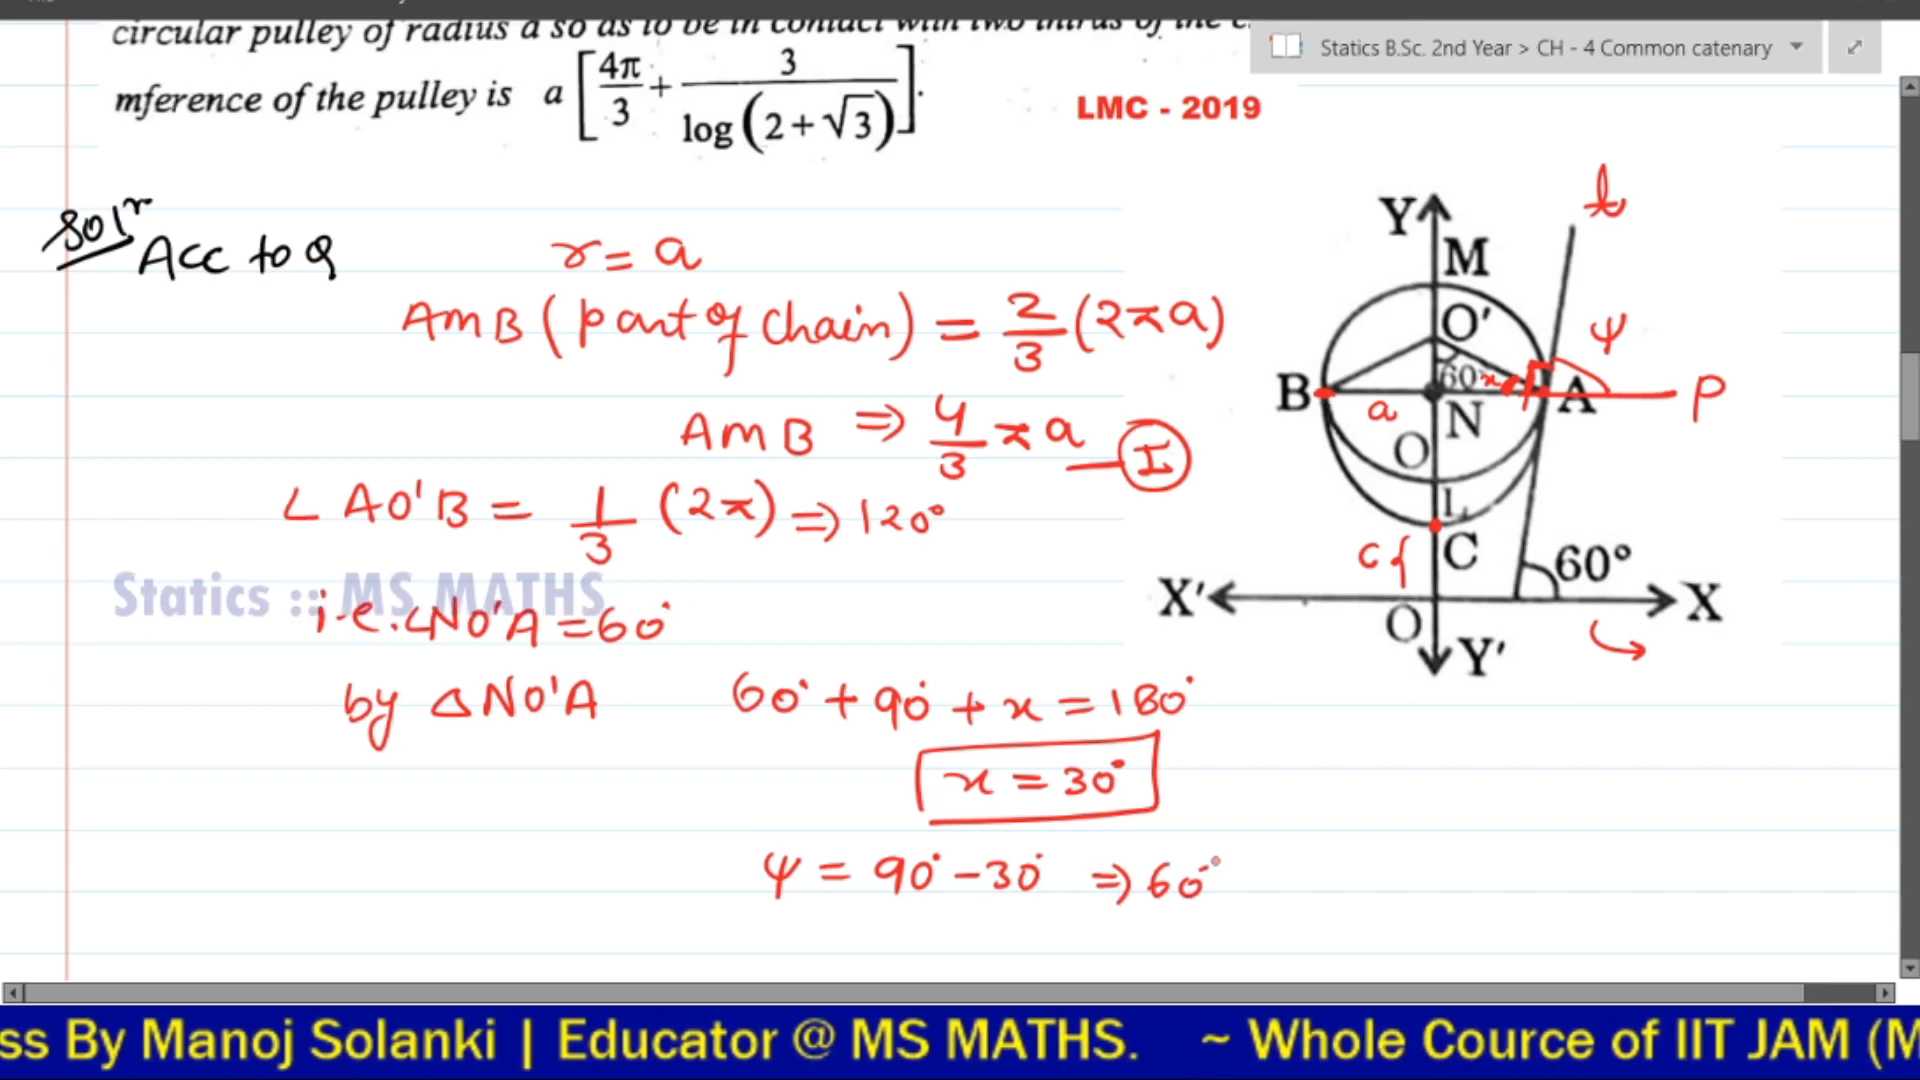 circular pulley of radius a so as to be in contact with two thirds of the c
mference of the pulley is a [4π/3 + 3/log(2+√3)].
Statics B.Sc. 2nd Year > CH - 4 Common catenary
LMC - 2019
Solⁿ
Acc to Q r = a
AMB (part of chain) = 2/3 (2πa)
AMB ⇒ 4/3 πa — I
∠AO'B = 1/3 (2π) ⇒ 120°
Statics :: MS MATHS
i.e. ∠NO'A = 60°
by △NO'A 60° + 90° + x = 180°
x = 30°
ψ = 90° - 30° ⇒ 60°
Y
M
O'
ψ
B
60
x
A
P
a
N
O
L
C
c
60°
X'
X
O
Y'
ss By Manoj Solanki | Educator @ MS MATHS. ~ Whole Cource of IIT JAM (M